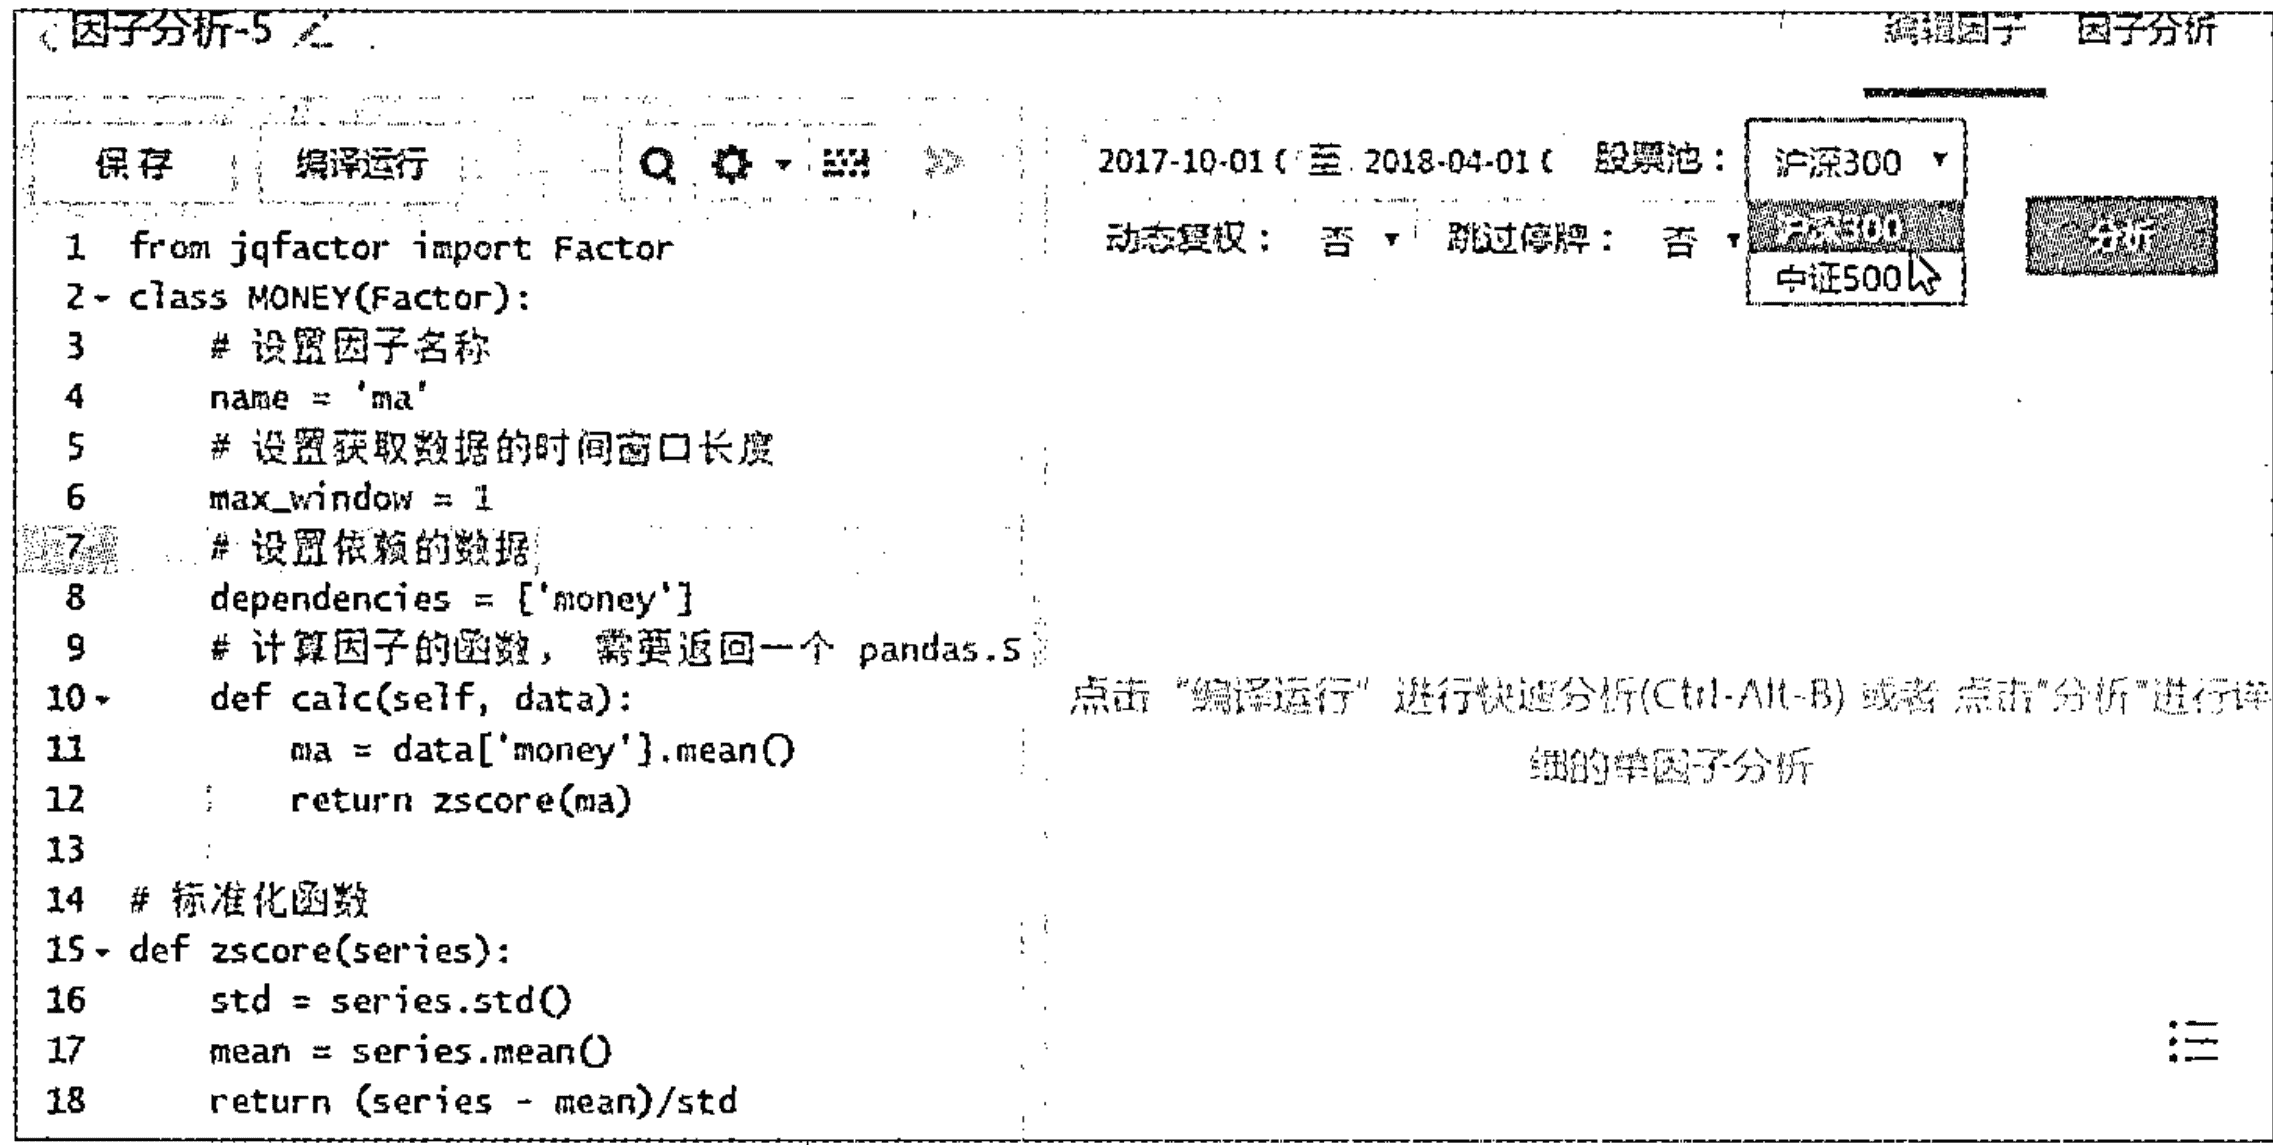 因子分析-5
编辑因子 因子分析
保存 编译运行
2017-10-01 ( 至 2018-04-01 ( 股票池： 沪深300
动态复权： 否 跳过停牌： 否
沪深300
中证500
分析
1 from jqfactor import Factor
2 class MONEY(Factor):
3 # 设置因子名称
4 name = 'ma'
5 # 设置获取数据的时间窗口长度
6 max_window = 1
7 # 设置依赖的数据
8 dependencies = ['money']
9 # 计算因子的函数， 需要返回一个 pandas.S
10 def calc(self, data):
11 ma = data['money'].mean()
12 return zscore(ma)
13
14 # 标准化函数
15 def zscore(series):
16 std = series.std()
17 mean = series.mean()
18 return (series - mean)/std
点击 "编译运行" 进行快速分析(Ctrl-Alt-B) 或者 点击"分析"进行详
细的单因子分析